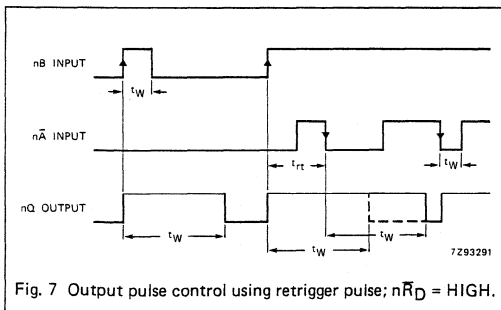 nB INPUT
tW
nA̅ INPUT
trt
tW
nQ OUTPUT
tW
tW
tW
7Z93291
Fig. 7 Output pulse control using retrigger pulse; nR̅D = HIGH.